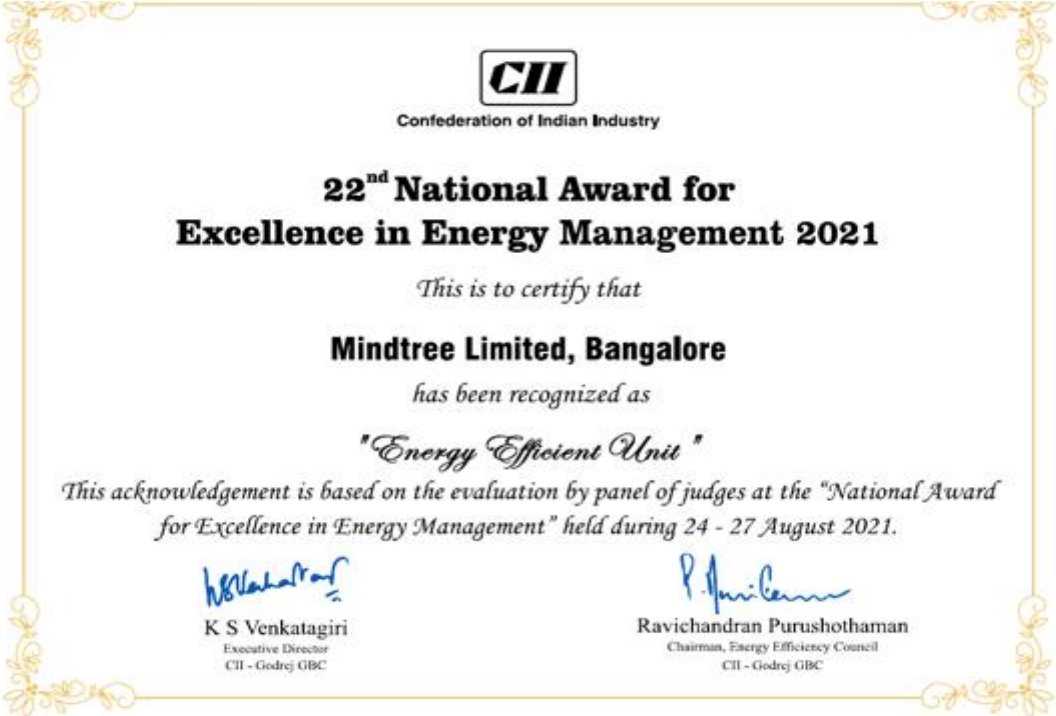 CII
Confederation of Indian Industry
22nd National Award for
Excellence in Energy Management 2021
This is to certify that
Mindtree Limited, Bangalore
has been recognized as
"Energy Efficient Unit "
This acknowledgement is based on the evaluation by panel of judges at the “National Award
for Excellence in Energy Management” held during 24 - 27 August 2021.
K S Venkatagiri
Executive Director
CII - Godrej GBC
Ravichandran Purushothaman
Chairman, Energy Efficiency Council
CII - Godrej GBC